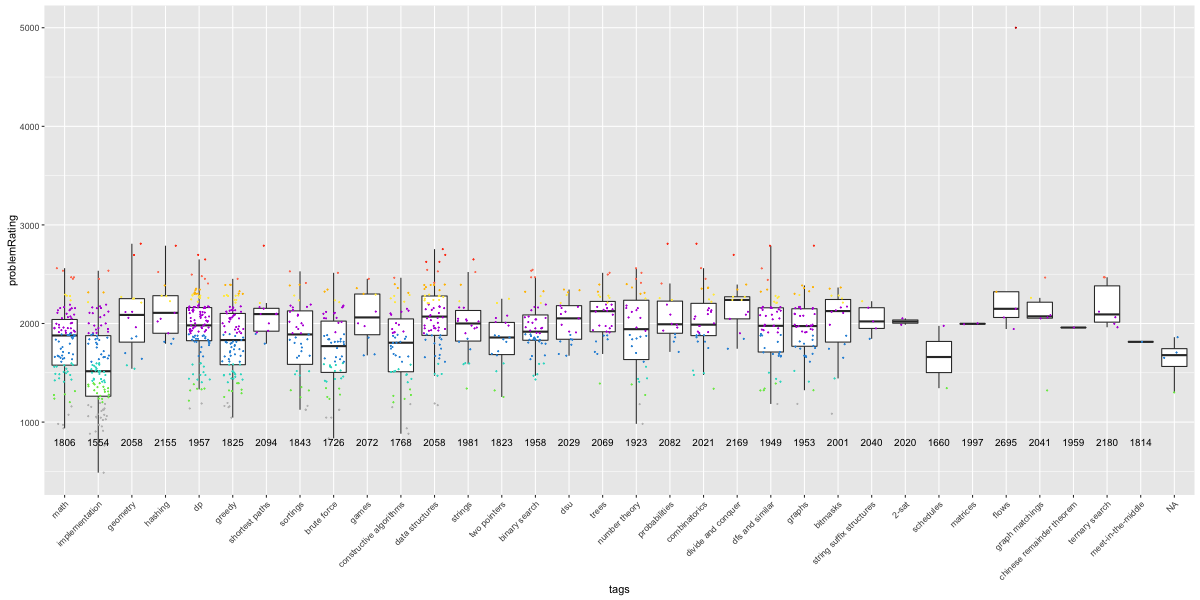 5000
4000
3000
2000
1000
problemRating
1806 1554 2058 2155 1957 1825 2094 1843 1726 2072 1768 2058 1981 1823 1958 2029 2069 1923 2082 2021 2169 1949 1953 2001 2040 2020 1660 1997 2695 2041 1959 2180 1814
math implementation geometry hashing dp greedy shortest paths sortings brute force games constructive algorithms data structures strings two pointers binary search dsu trees number theory probabilities combinatorics divide and conquer dfs and similar graphs bitmasks string suffix structures 2-sat schedules matrices flows graph matchings chinese remainder theorem ternary search meet-in-the-middle NA
tags